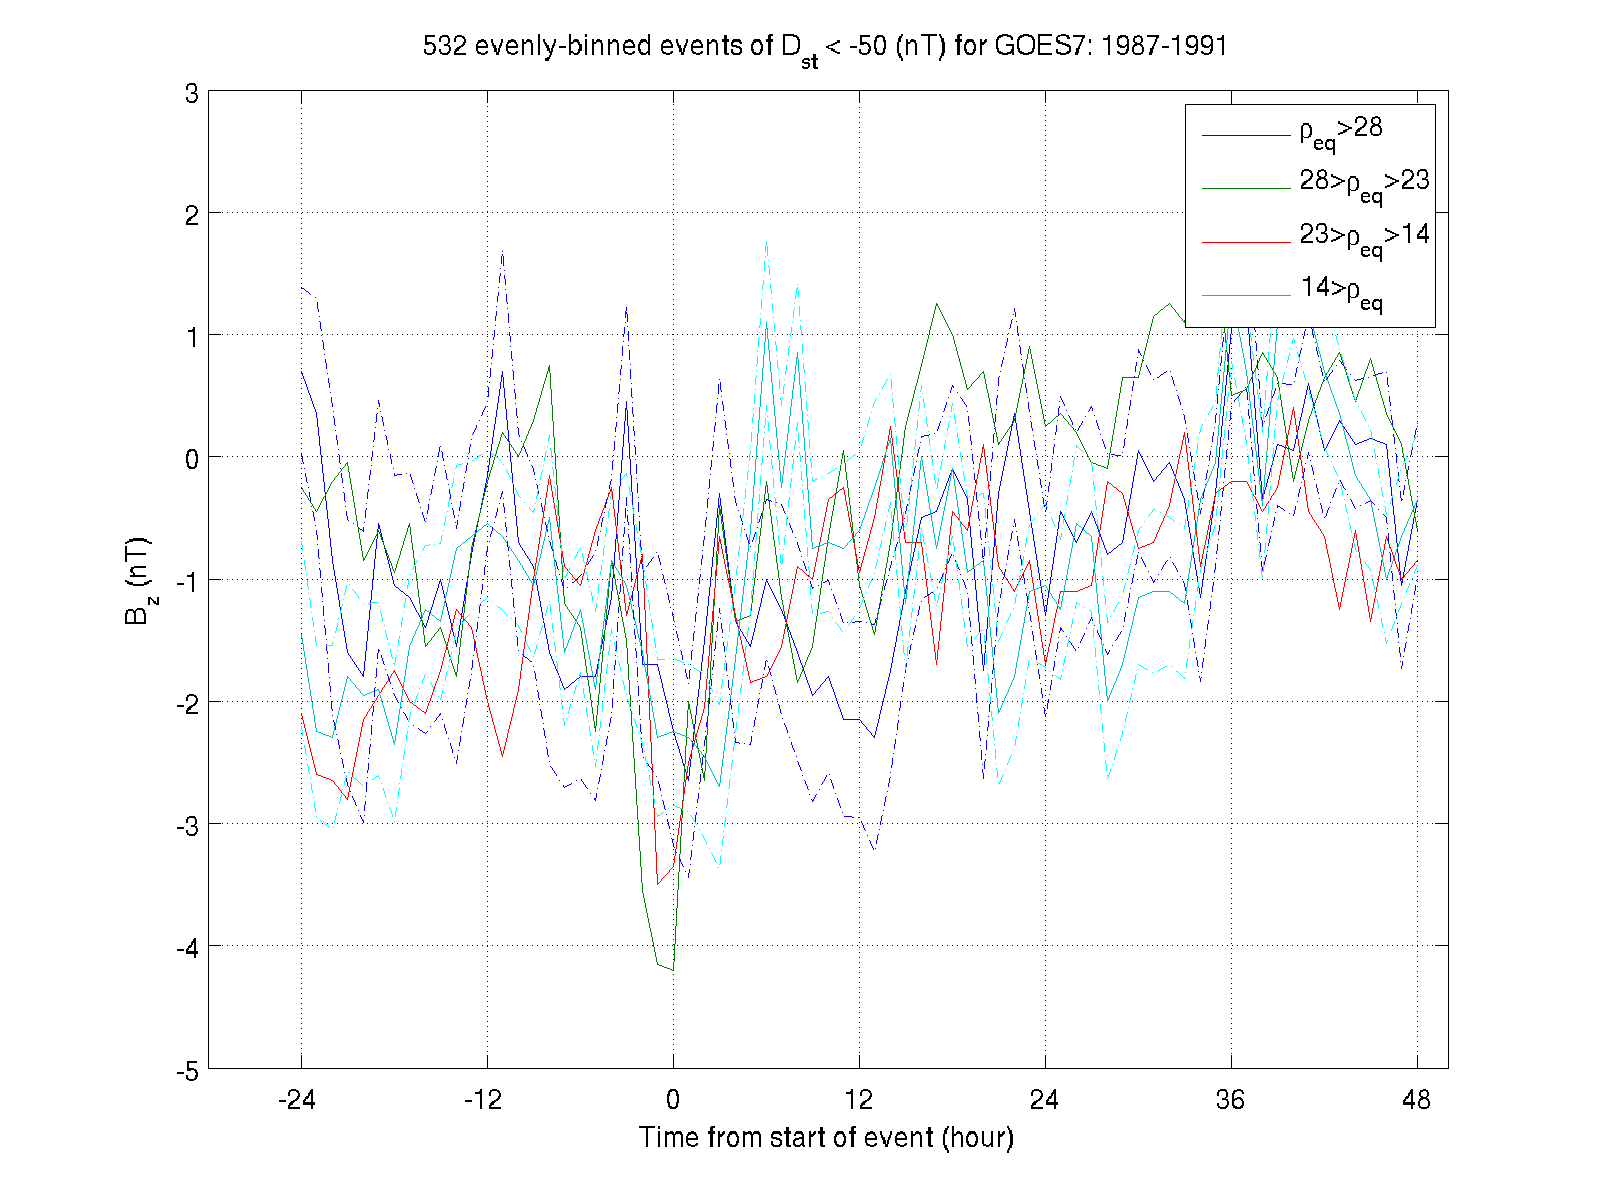 532 evenly-binned events of Dst < -50 (nT) for GOES7: 1987-1991
3
2
1
0
-1
-2
-3
-4
-5
Bz (nT)
ρeq>28
28>ρeq>23
23>ρeq>14
14>ρeq
-24 -12 0 12 24 36 48
Time from start of event (hour)